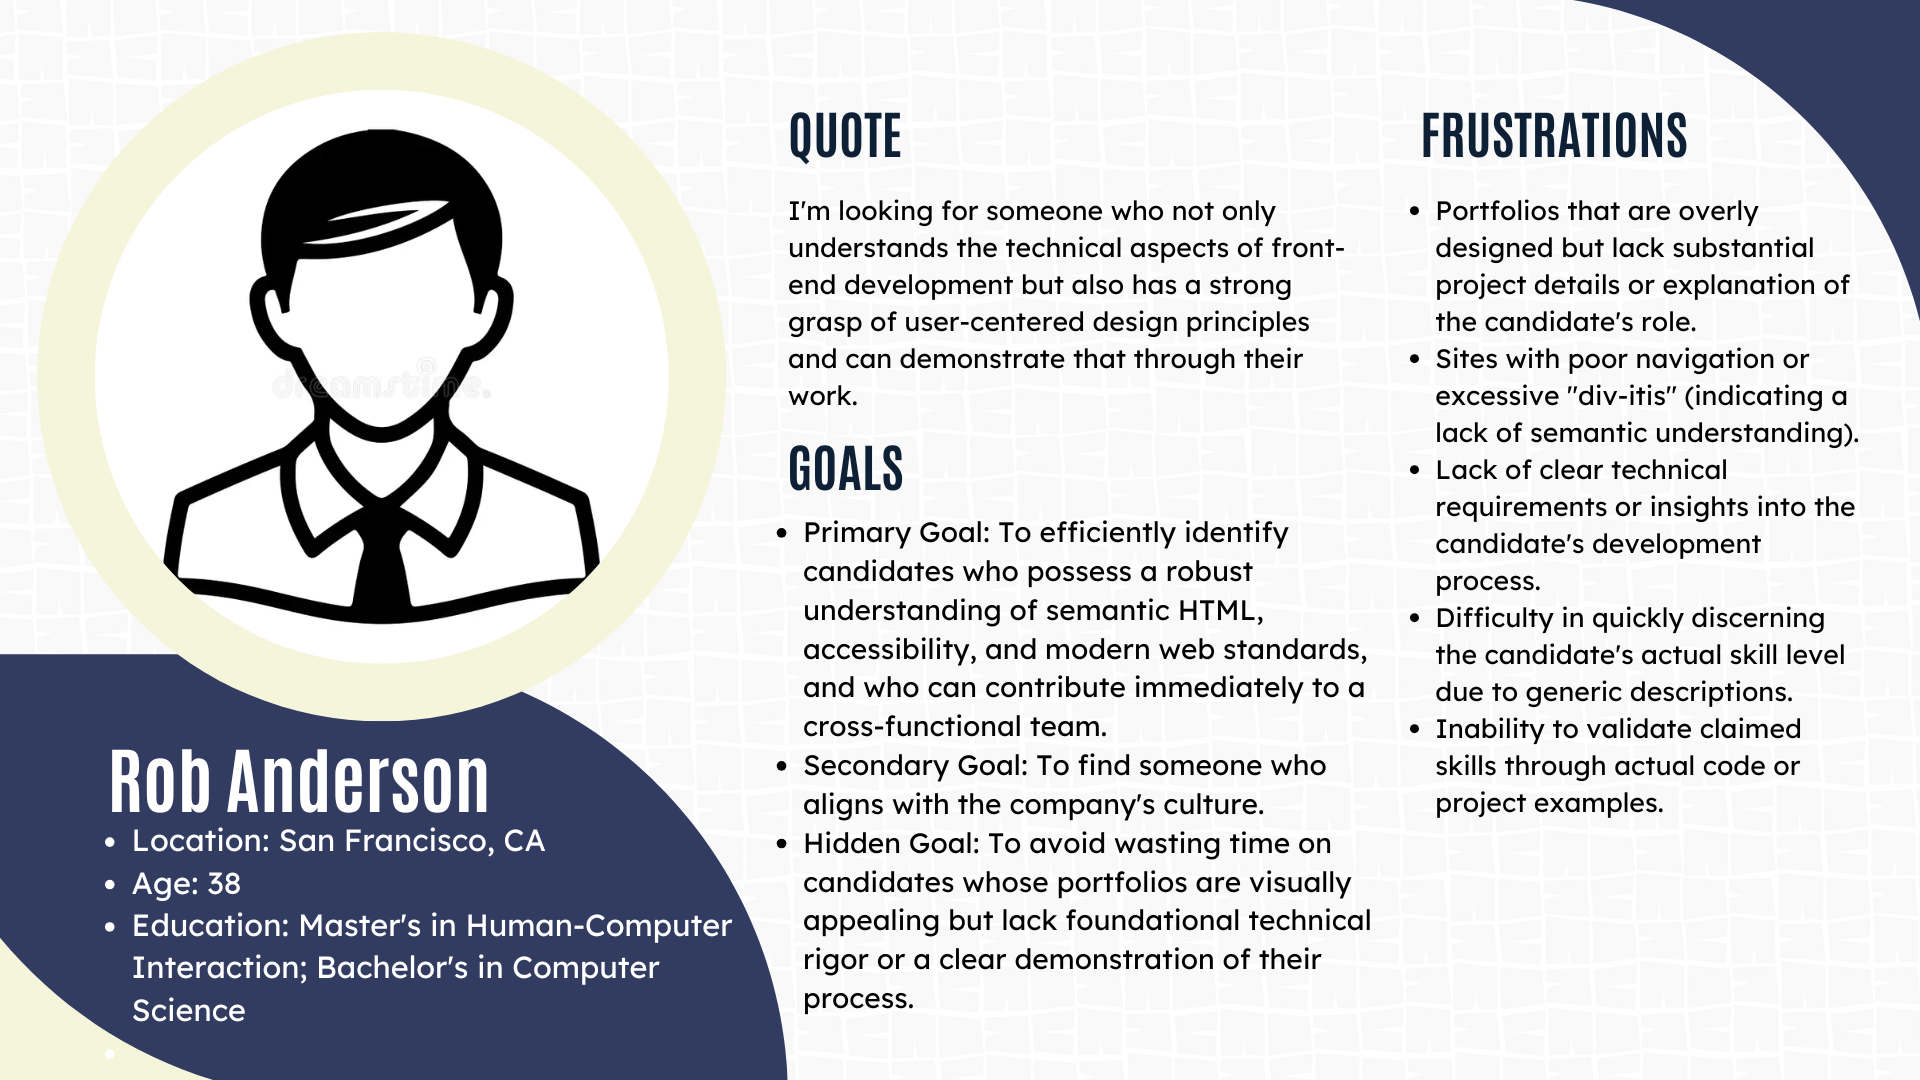 dreamstime.
Rob Anderson
• Location: San Francisco, CA
• Age: 38
• Education: Master's in Human-Computer
Interaction; Bachelor's in Computer
Science
•
QUOTE
I'm looking for someone who not only
understands the technical aspects of front-
end development but also has a strong
grasp of user-centered design principles
and can demonstrate that through their
work.
GOALS
• Primary Goal: To efficiently identify
candidates who possess a robust
understanding of semantic HTML,
accessibility, and modern web standards,
and who can contribute immediately to a
cross-functional team.
• Secondary Goal: To find someone who
aligns with the company's culture.
• Hidden Goal: To avoid wasting time on
candidates whose portfolios are visually
appealing but lack foundational technical
rigor or a clear demonstration of their
process.
FRUSTRATIONS
• Portfolios that are overly
designed but lack substantial
project details or explanation of
the candidate's role.
• Sites with poor navigation or
excessive "div-itis" (indicating a
lack of semantic understanding).
• Lack of clear technical
requirements or insights into the
candidate's development
process.
• Difficulty in quickly discerning
the candidate's actual skill level
due to generic descriptions.
• Inability to validate claimed
skills through actual code or
project examples.